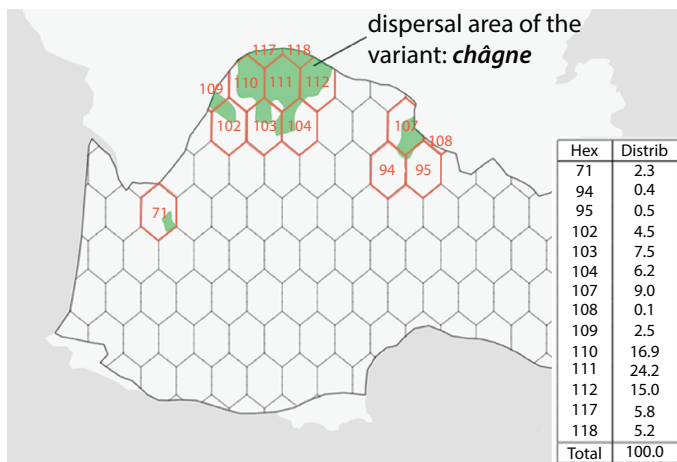 dispersal area of the
variant: châgne
117 118
109 110 111 112
102 103 104 107 108
94 95
71
Hex Distrib
71 2.3
94 0.4
95 0.5
102 4.5
103 7.5
104 6.2
107 9.0
108 0.1
109 2.5
110 16.9
111 24.2
112 15.0
117 5.8
118 5.2
Total 100.0